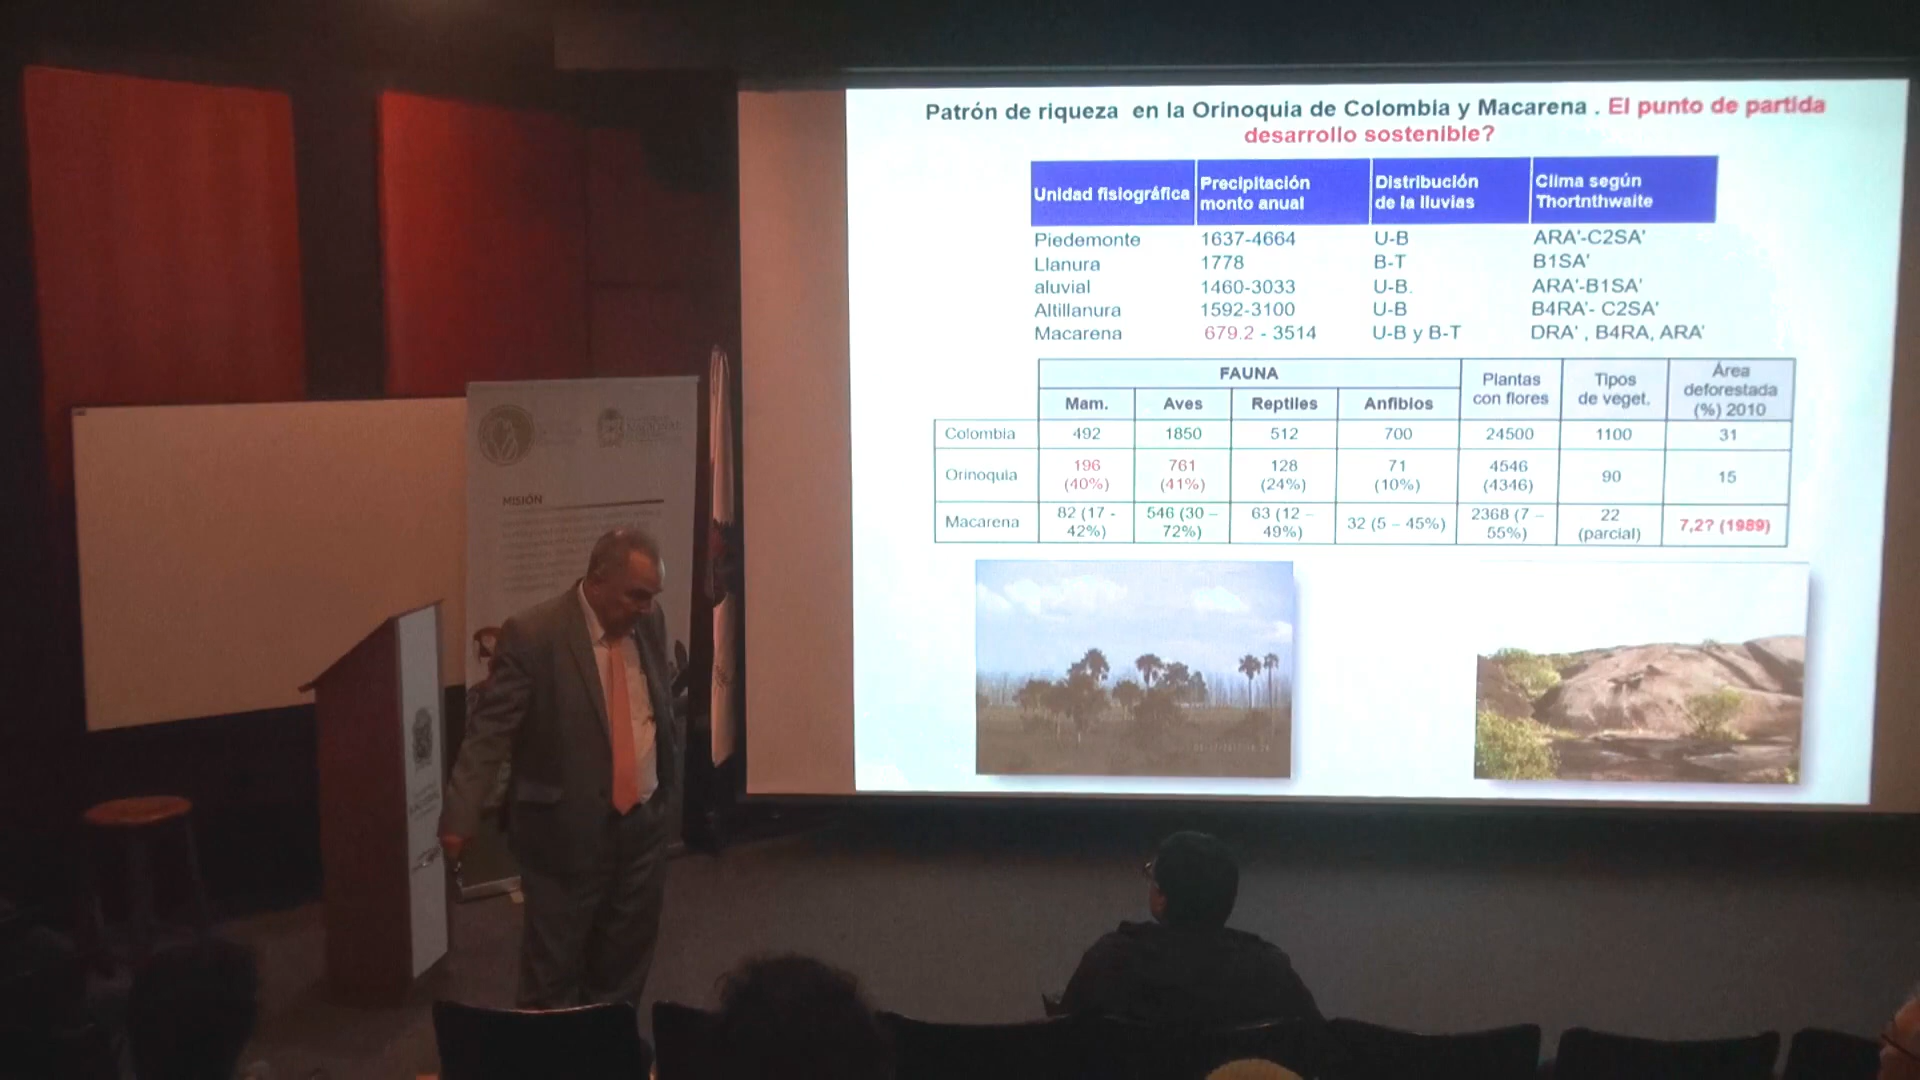 Patrón de riqueza en la Orinoquia de Colombia y Macarena . El punto de partida
desarrollo sostenible?
Unidad fisiográfica Precipitación monto anual Distribución de la lluvias Clima según Thortnthwaite
Piedemonte 1637-4664 U-B ARA'-C2SA'
Llanura 1778 B-T B1SA'
aluvial 1460-3033 U-B. ARA'-B1SA'
Altillanura 1592-3100 U-B B4RA'- C2SA'
Macarena 679.2 - 3514 U-B y B-T DRA' , B4RA, ARA'
FAUNA Plantas con flores Tipos de veget. Área deforestada (%) 2010
Mam. Aves Reptiles Anfibios
Colombia 492 1850 512 700 24500 1100 31
Orinoquia 196 (40%) 761 (41%) 128 (24%) 71 (10%) 4546 (4346) 90 15
Macarena 82 (17 - 42%) 546 (30 – 72%) 63 (12 – 49%) 32 (5 – 45%) 2368 (7 – 55%) 22 (parcial) 7,2? (1989)
MISIÓN
NACIONAL